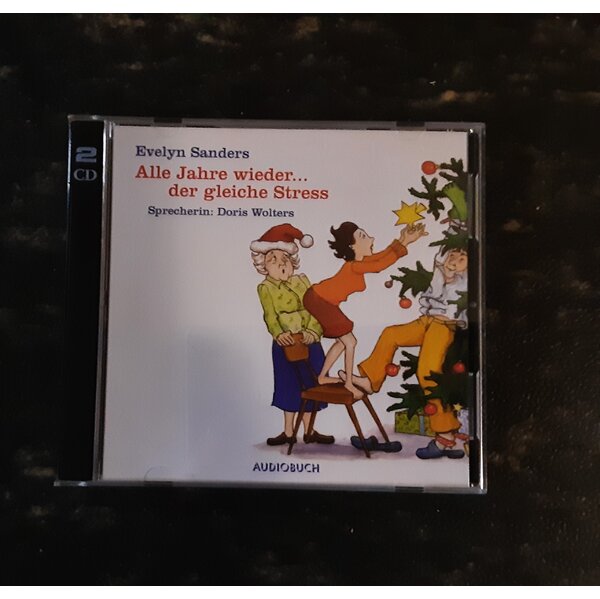 2
CD
Evelyn Sanders
Alle Jahre wieder...
der gleiche Stress
Sprecherin: Doris Wolters
AUDIOBUCH